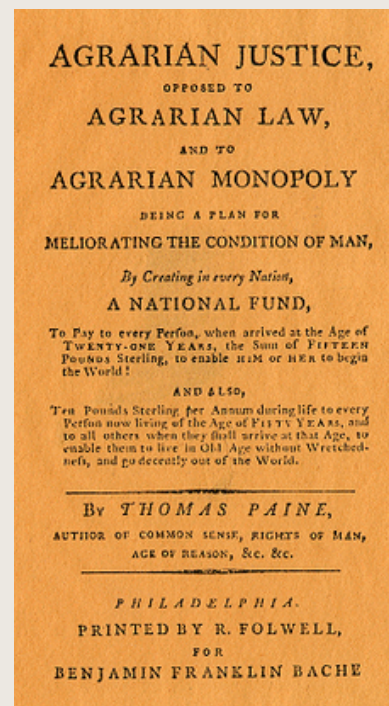 AGRARIAN JUSTICE,
OPPOSED TO
AGRARIAN LAW,
AND TO
AGRARIAN MONOPOLY
BEING A PLAN FOR
MELIORATING THE CONDITION OF MAN,
By Creating in every Nation,
A NATIONAL FUND,
To Pay to every Perſon, when arrived at the Age of
TWENTY-ONE YEARS, the Sum of FIFTEEN
POUNDS Sterling, to enable HIM or HER to begin
the World!
AND ALSO,
Ten Pounds Sterling per Annum during life to every
Perſon now living of the Age of FIFTY YEARS, and
to all others when they ſhall arrive at that Age, to
enable them to live in Old Age without Wretched-
neſs, and go decently out of the World.
BY THOMAS PAINE,
AUTHOR OF COMMON SENSE, RIGHTS OF MAN,
AGE OF REASON, &c. &c.
PHILADELPHIA.
PRINTED BY R. FOLWELL,
FOR
BENJAMIN FRANKLIN BACHE